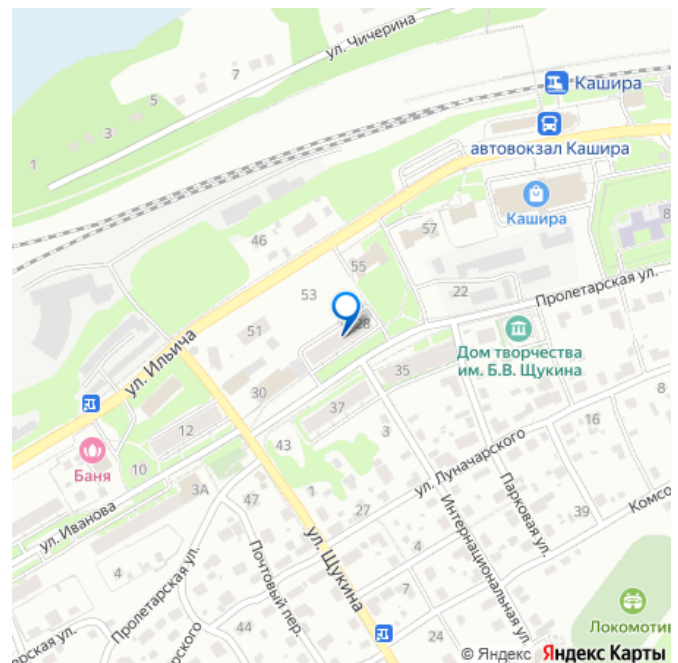 ул. Чичерина
7
5
3
1
Кашира
автовокзал Кашира
Кашира
8
46
57
55
53
22
Пролетарская ул.
51
28
ул. Ильича
Дом творчества
им. Б.В. Щукина
35
30
37
12
16
8
43
3
ул. Луначарского
Баня
10
3А
47
1
27
39
Парковая ул.
Комсо
ул. Иванова
ул. Щукина
Интернациональная ул.
4
4
7
Пролетарская ул.
Почтовый пер.
44
24
Локомотив
рская ул.
рского
© Яндекс Яндекс Карты